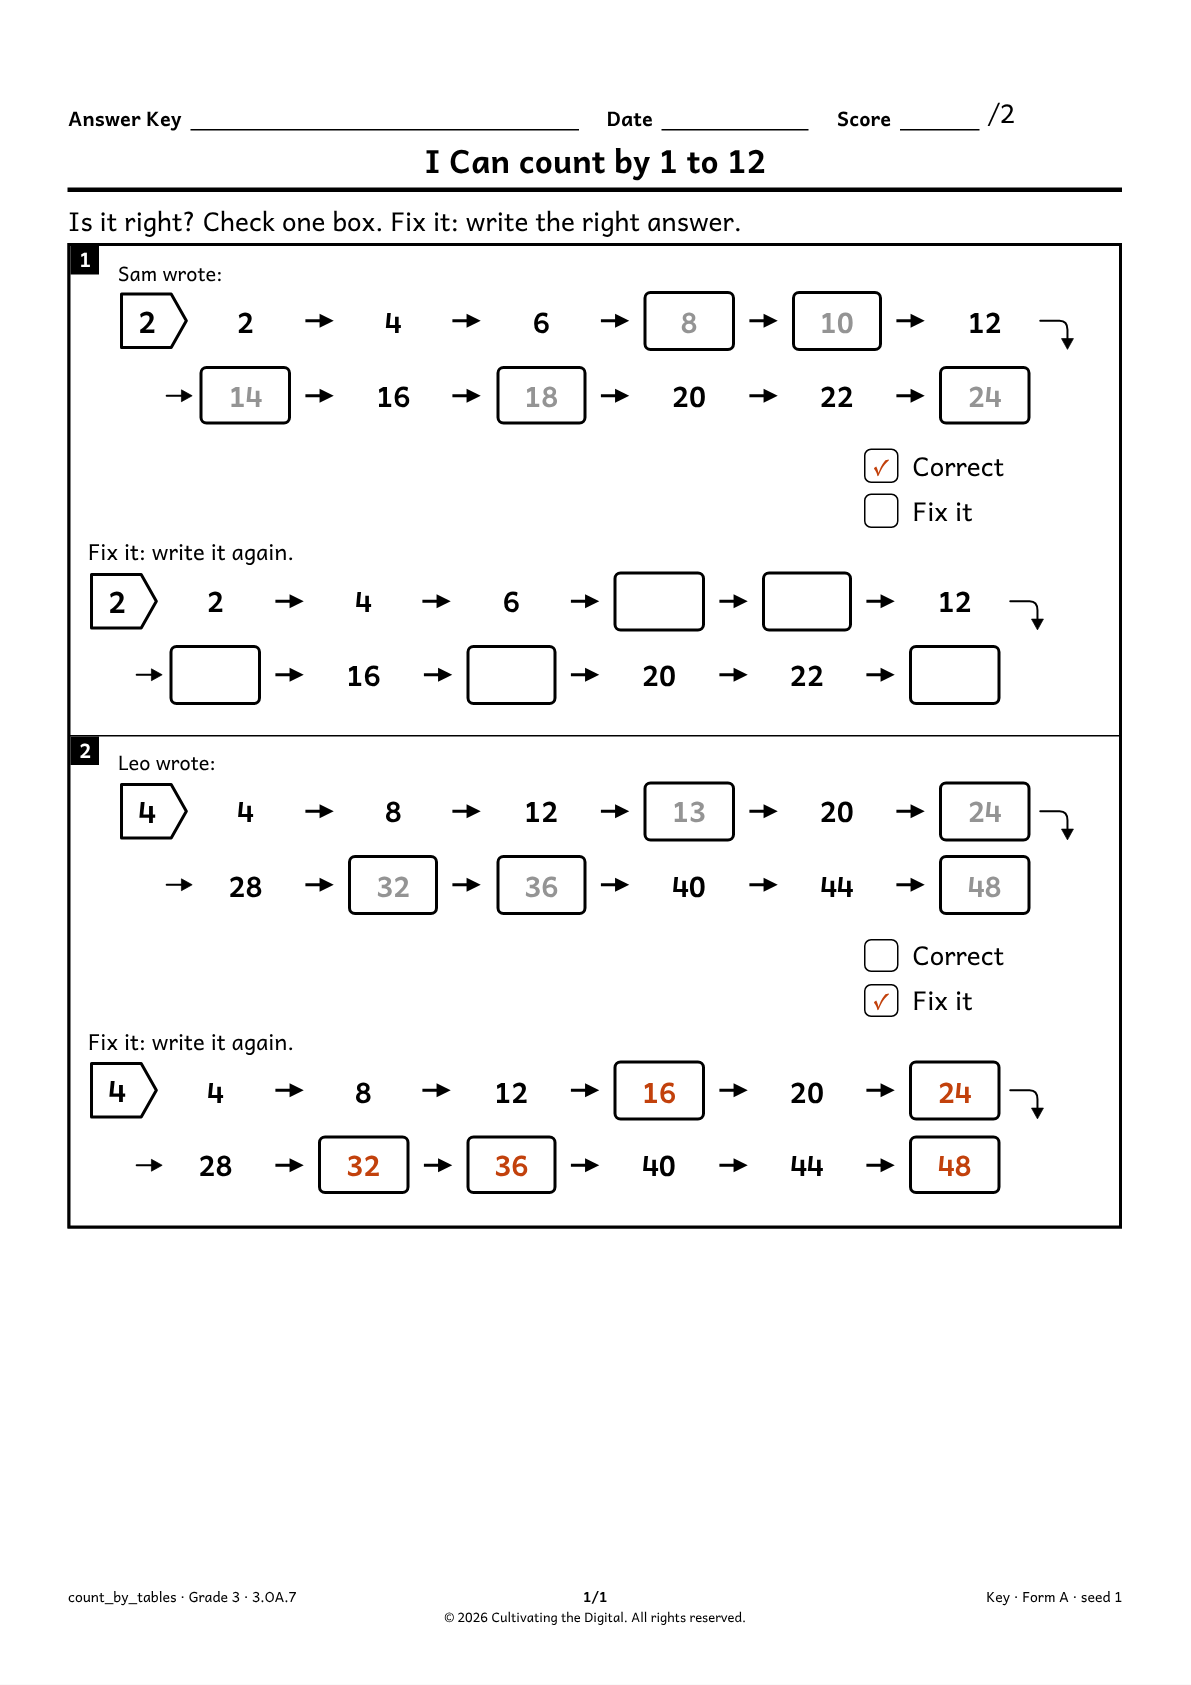 Answer Key Date Score /2
I Can count by 1 to 12
Is it right? Check one box. Fix it: write the right answer.
1
Sam wrote:
2 2 → 4 → 6 → 8 → 10 → 12
→ 14 → 16 → 18 → 20 → 22 → 24
✓ Correct
Fix it
Fix it: write it again.
2 2 → 4 → 6 → → → 12
→ → 16 → → 20 → 22 →
2
Leo wrote:
4 4 → 8 → 12 → 13 → 20 → 24
→ 28 → 32 → 36 → 40 → 44 → 48
Correct
✓ Fix it
Fix it: write it again.
4 4 → 8 → 12 → 16 → 20 → 24
→ 28 → 32 → 36 → 40 → 44 → 48
count_by_tables · Grade 3 · 3.OA.7 1/1 Key · Form A · seed 1
© 2026 Cultivating the Digital. All rights reserved.